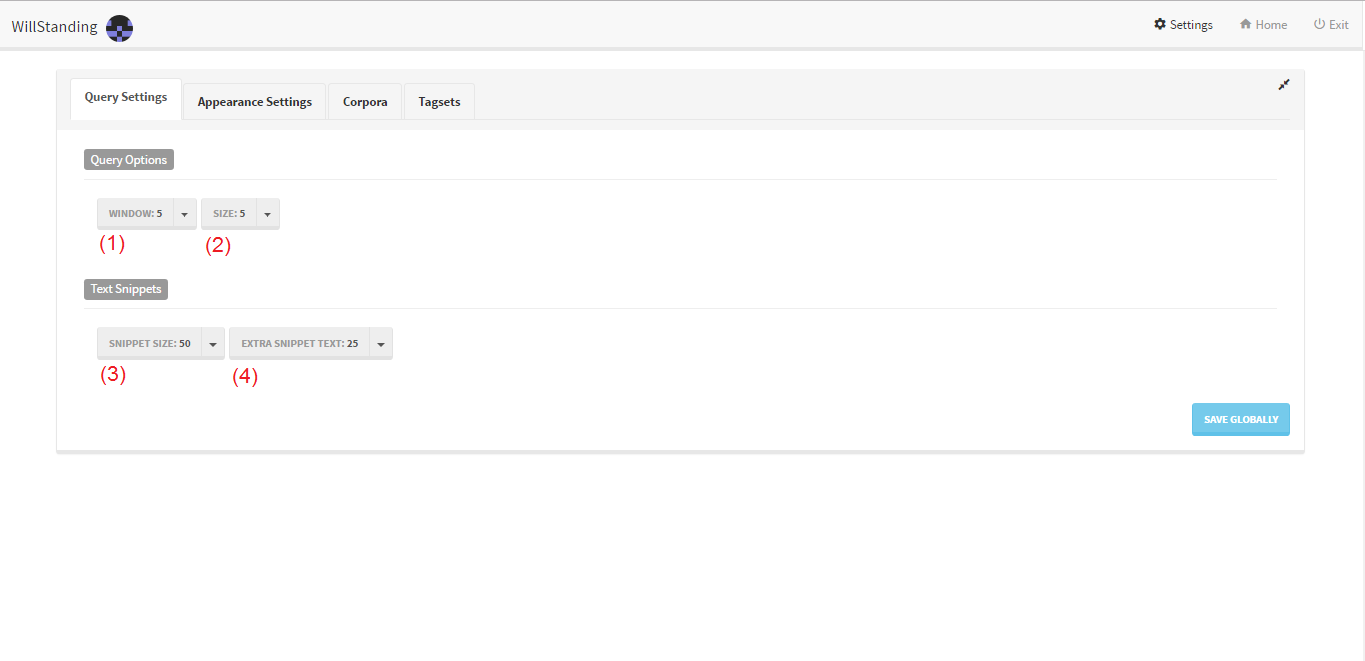 WillStanding
Settings Home Exit
Query Settings Appearance Settings Corpora Tagsets
Query Options
WINDOW: 5 SIZE: 5
(1) (2)
Text Snippets
SNIPPET SIZE: 50 EXTRA SNIPPET TEXT: 25
(3) (4)
SAVE GLOBALLY